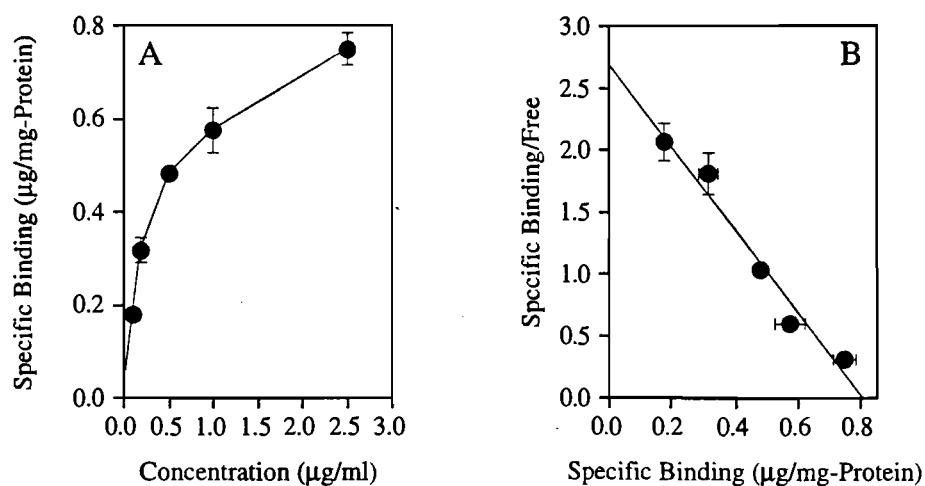 A
Specific Binding (µg/mg-Protein)
0.8
0.6
0.4
0.2
0.0
0.0 0.5 1.0 1.5 2.0 2.5 3.0
Concentration (µg/ml)
B
Spccific Binding/Free
3.0
2.5
2.0
1.5
1.0
0.5
0.0
0.0 0.2 0.4 0.6 0.8
Specific Binding (µg/mg-Protein)